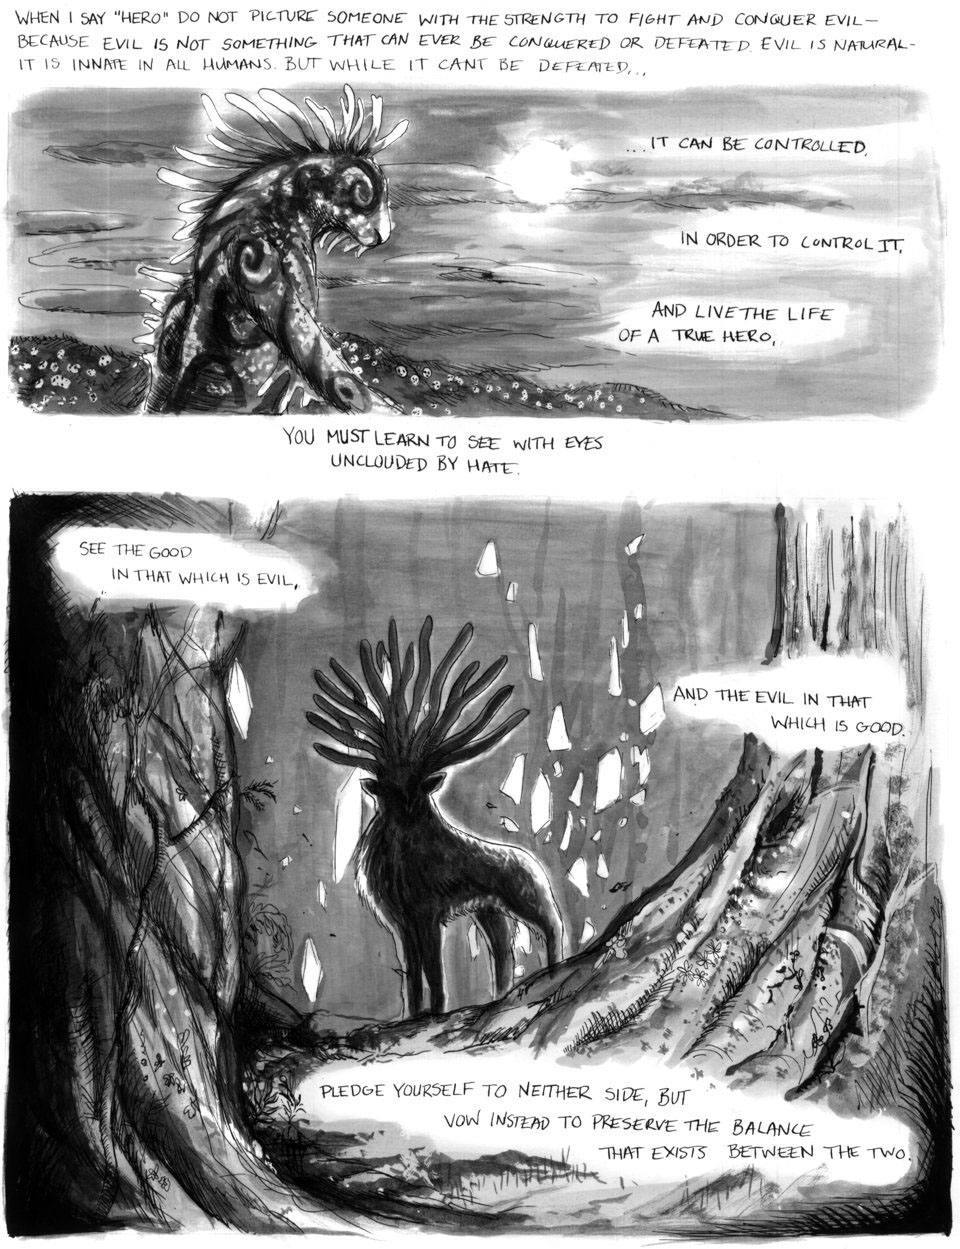 WHEN I SAY "HERO" DO NOT PICTURE SOMEONE WITH THE STRENGTH TO FIGHT AND CONQUER EVIL—
BECAUSE EVIL IS NOT SOMETHING THAT CAN EVER BE CONQUERED OR DEFEATED. EVIL IS NATURAL-
IT IS INNATE IN ALL HUMANS. BUT WHILE IT CANT BE DEFEATED...
...IT CAN BE CONTROLLED.
IN ORDER TO CONTROL IT,
AND LIVE THE LIFE
OF A TRUE HERO,
YOU MUST LEARN TO SEE WITH EYES
UNCLOUDED BY HATE.
SEE THE GOOD
IN THAT WHICH IS EVIL,
AND THE EVIL IN THAT
WHICH IS GOOD.
PLEDGE YOURSELF TO NEITHER SIDE, BUT
VOW INSTEAD TO PRESERVE THE BALANCE
THAT EXISTS BETWEEN THE TWO.